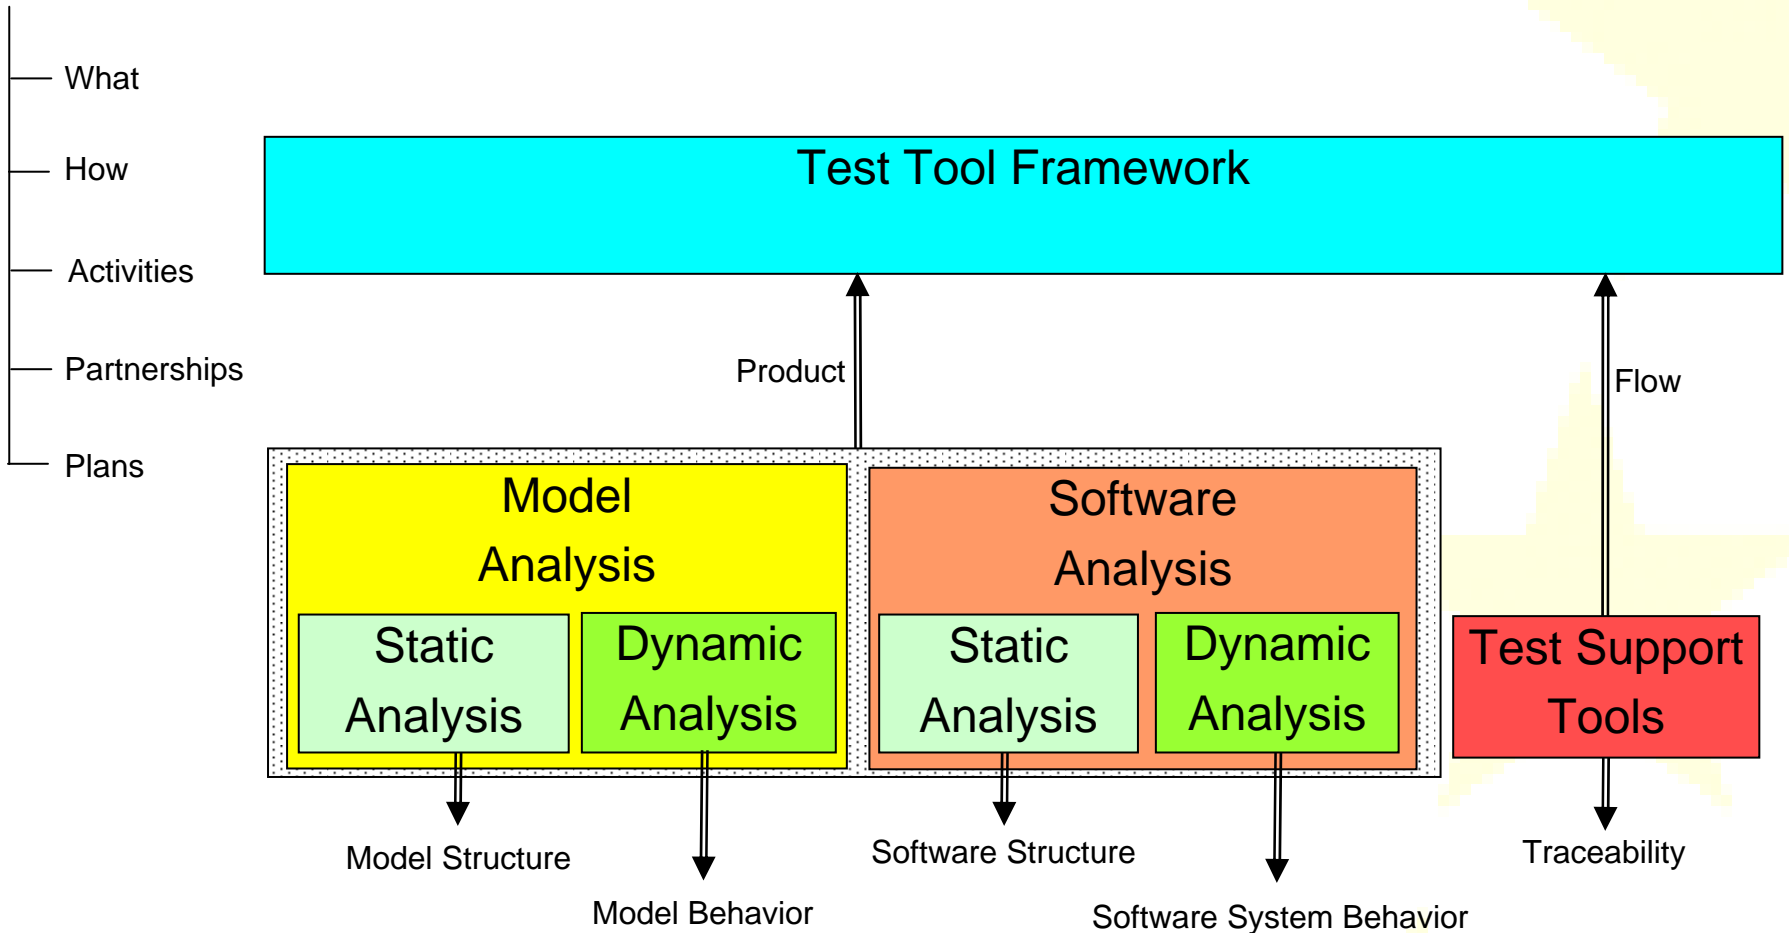 What
How
Activities
Partnerships
Plans
Test Tool Framework
Product
Flow
Model
Analysis
Static
Analysis
Dynamic
Analysis
Software
Analysis
Static
Analysis
Dynamic
Analysis
Test Support
Tools
Model Structure
Model Behavior
Software Structure
Software System Behavior
Traceability